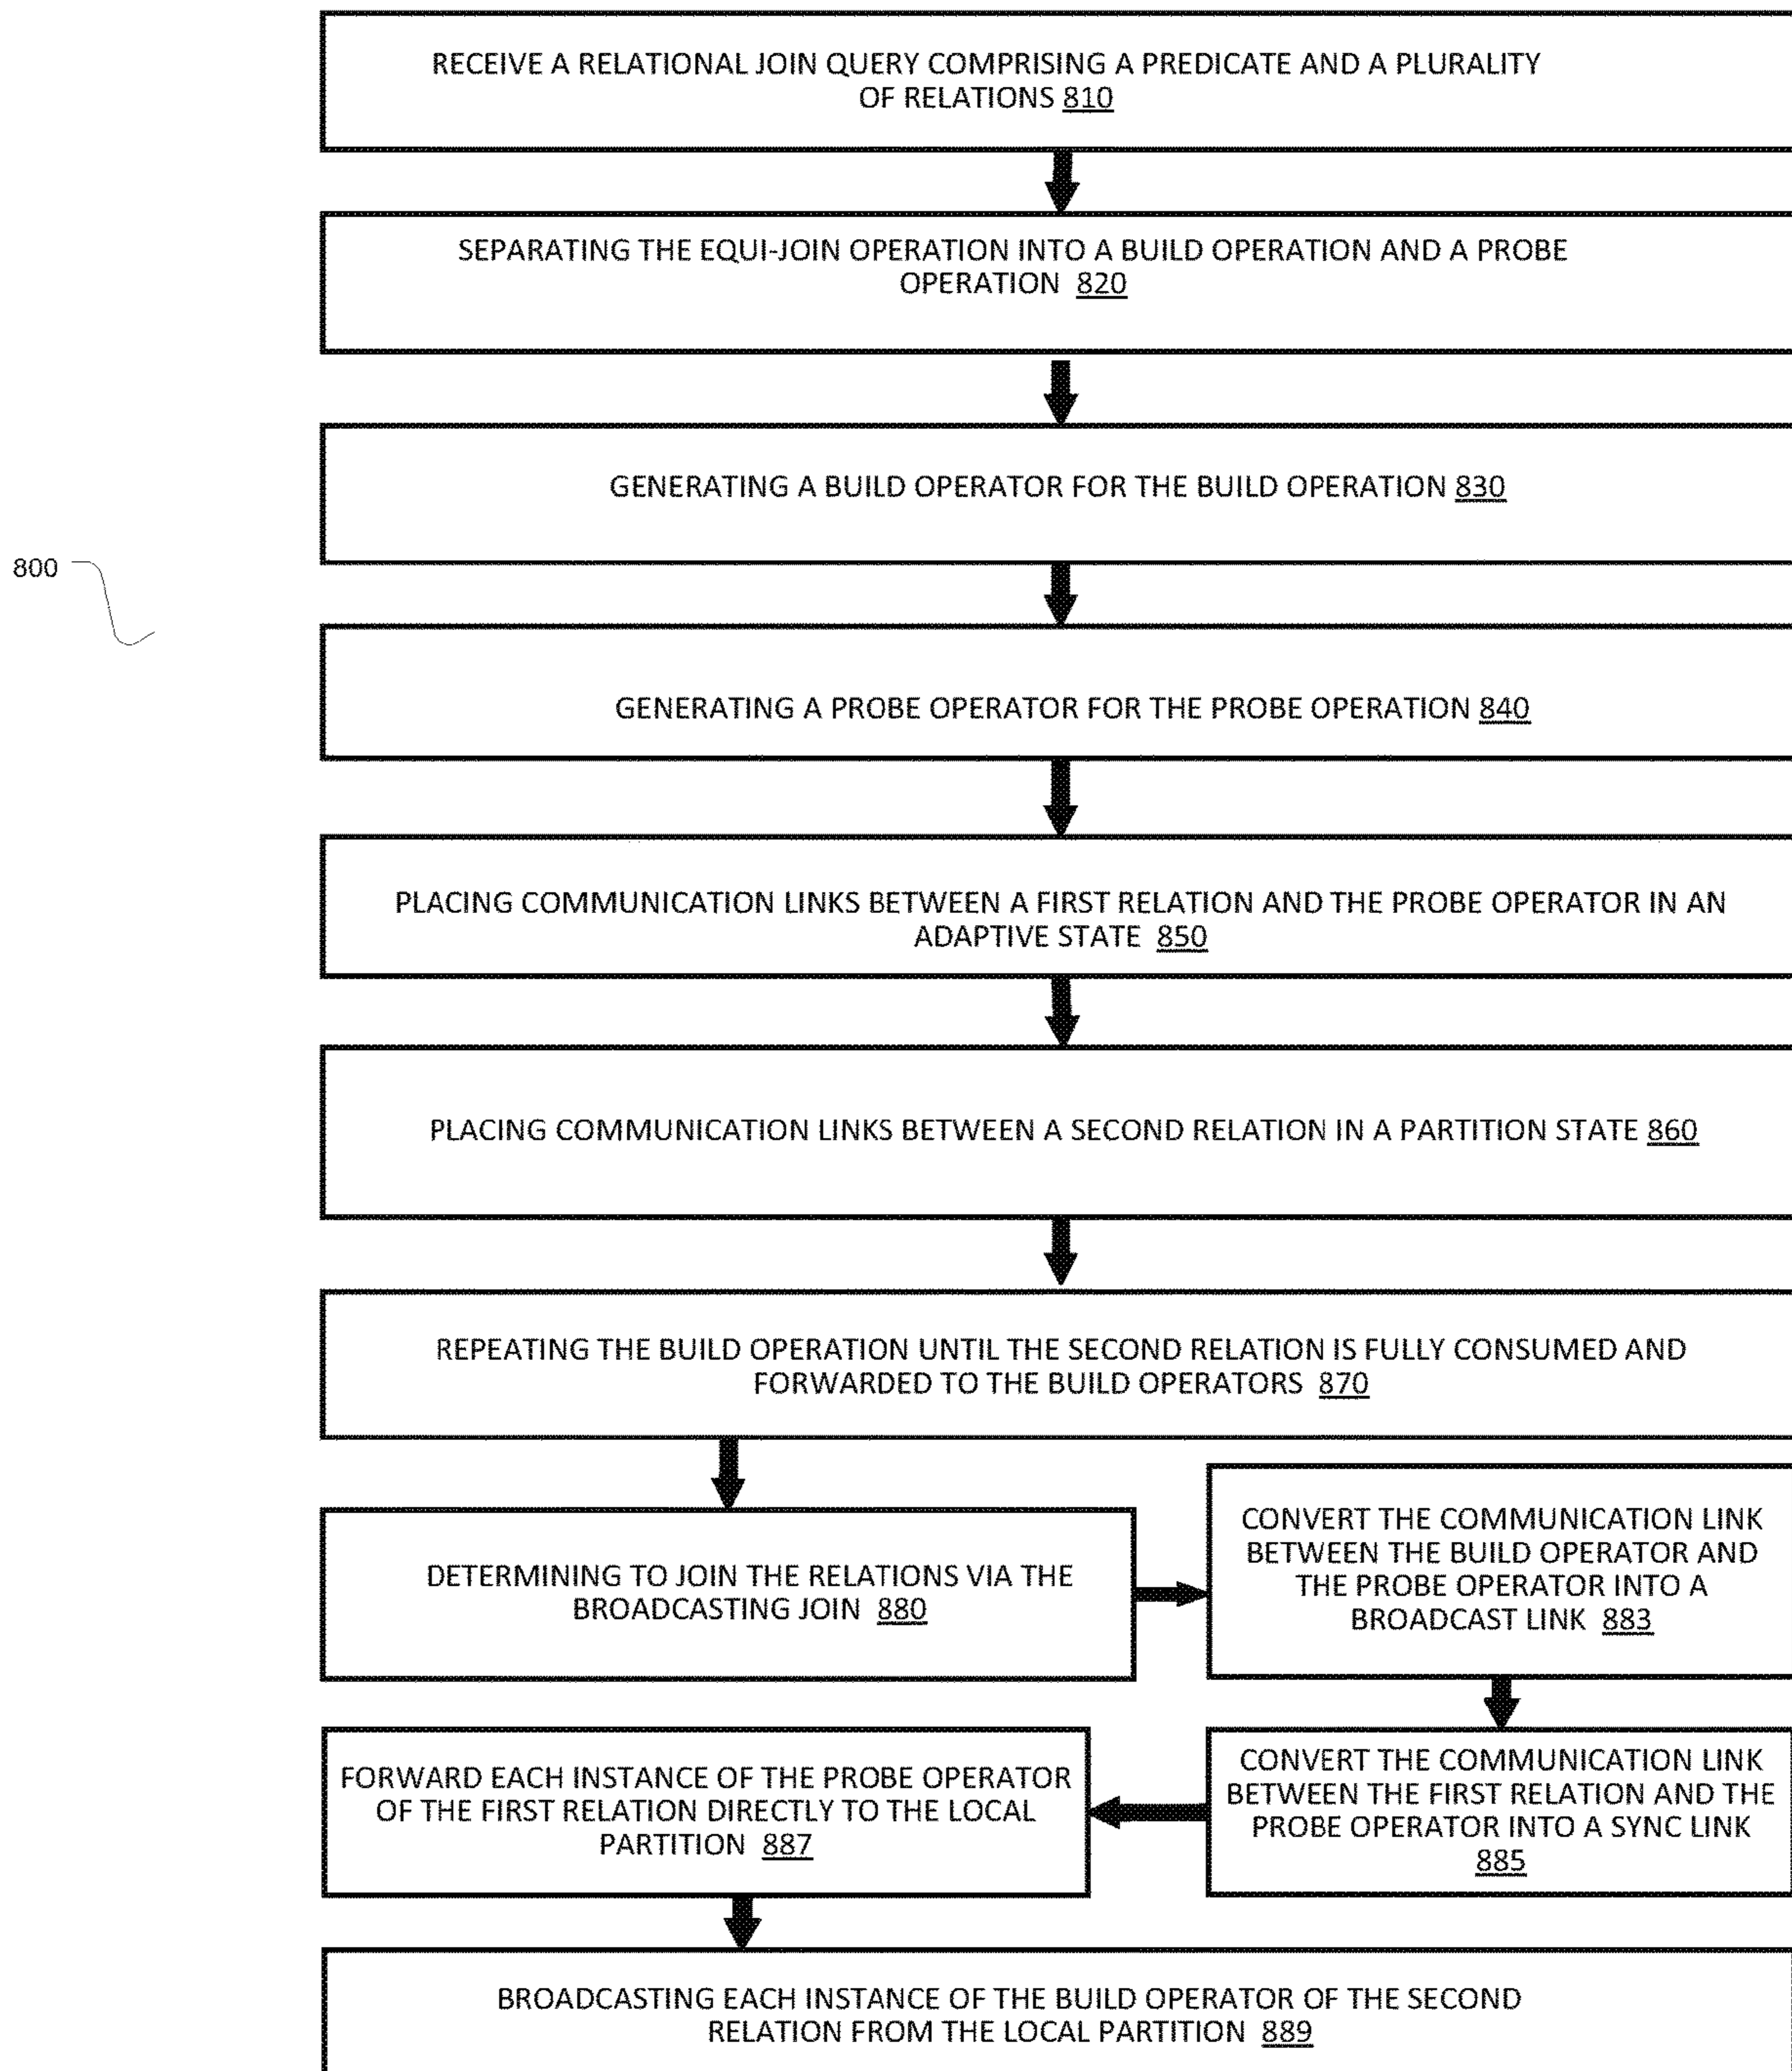 RECEIVE A RELATIONAL JOIN QUERY COMPRISING A PREDICATE AND A PLURALITY
OF RELATIONS 810
SEPARATING THE EQUI-JOIN OPERATION INTO A BUILD OPERATION AND A PROBE
OPERATION 820
GENERATING A BUILD OPERATOR FOR THE BUILD OPERATION 830
800
GENERATING A PROBE OPERATOR FOR THE PROBE OPERATION 840
PLACING COMMUNICATION LINKS BETWEEN A FIRST RELATION AND THE PROBE OPERATOR IN AN
ADAPTIVE STATE 850
PLACING COMMUNICATION LINKS BETWEEN A SECOND RELATION IN A PARTITION STATE 860
REPEATING THE BUILD OPERATION UNTIL THE SECOND RELATION IS FULLY CONSUMED AND
FORWARDED TO THE BUILD OPERATORS 870
DETERMINING TO JOIN THE RELATIONS VIA THE
BROADCASTING JOIN 880
CONVERT THE COMMUNICATION LINK
BETWEEN THE BUILD OPERATOR AND
THE PROBE OPERATOR INTO A
BROADCAST LINK 883
CONVERT THE COMMUNICATION LINK
BETWEEN THE FIRST RELATION AND THE
PROBE OPERATOR INTO A SYNC LINK
885
FORWARD EACH INSTANCE OF THE PROBE OPERATOR
OF THE FIRST RELATION DIRECTLY TO THE LOCAL
PARTITION 887
BROADCASTING EACH INSTANCE OF THE BUILD OPERATOR OF THE SECOND
RELATION FROM THE LOCAL PARTITION 889